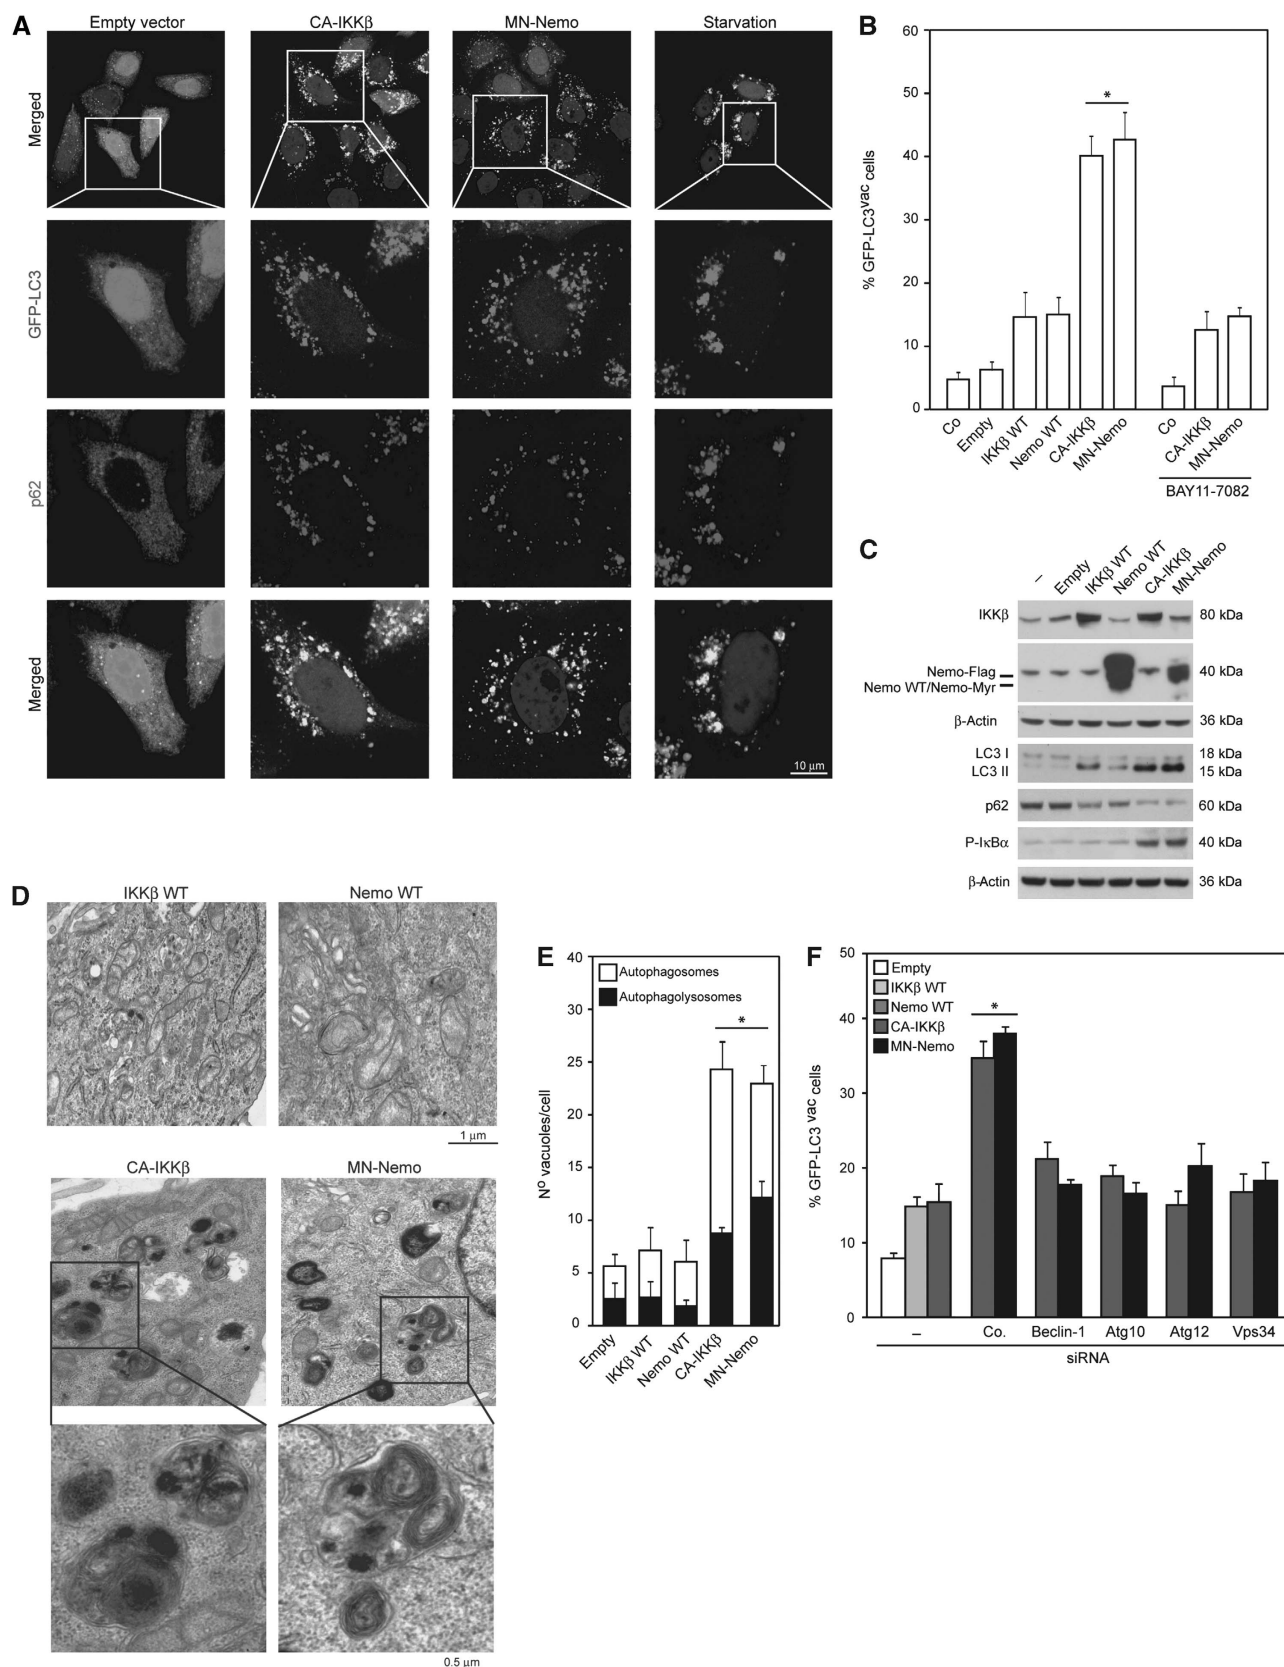 A
Empty vector CA-IKKβ MN-Nemo Starvation
Merged
GFP-LC3
p62
Merged
10 μm
B
60
50
40
30
20
10
0
% GFP-LC3vac cells
*
Co Empty IKKβ WT Nemo WT CA-IKKβ MN-Nemo Co CA-IKKβ MN-Nemo
BAY11-7082
C
– Empty IKKβ WT Nemo WT CA-IKKβ MN-Nemo
IKKβ 80 kDa
Nemo-Flag 40 kDa
Nemo WT/Nemo-Myr
β-Actin 36 kDa
LC3 I 18 kDa
LC3 II 15 kDa
p62 60 kDa
P-IκBα 40 kDa
β-Actin 36 kDa
D
IKKβ WT Nemo WT
1 μm
CA-IKKβ MN-Nemo
0.5 μm
E
40
30
25
20
15
10
5
0
Nº vacuoles/cell
Autophagosomes
Autophagolysosomes
*
Empty IKKβ WT Nemo WT CA-IKKβ MN-Nemo
F
50
40
30
20
10
0
% GFP-LC3 vac cells
Empty
IKKβ WT
Nemo WT
CA-IKKβ
MN-Nemo
*
– Co. Beclin-1 Atg10 Atg12 Vps34
siRNA